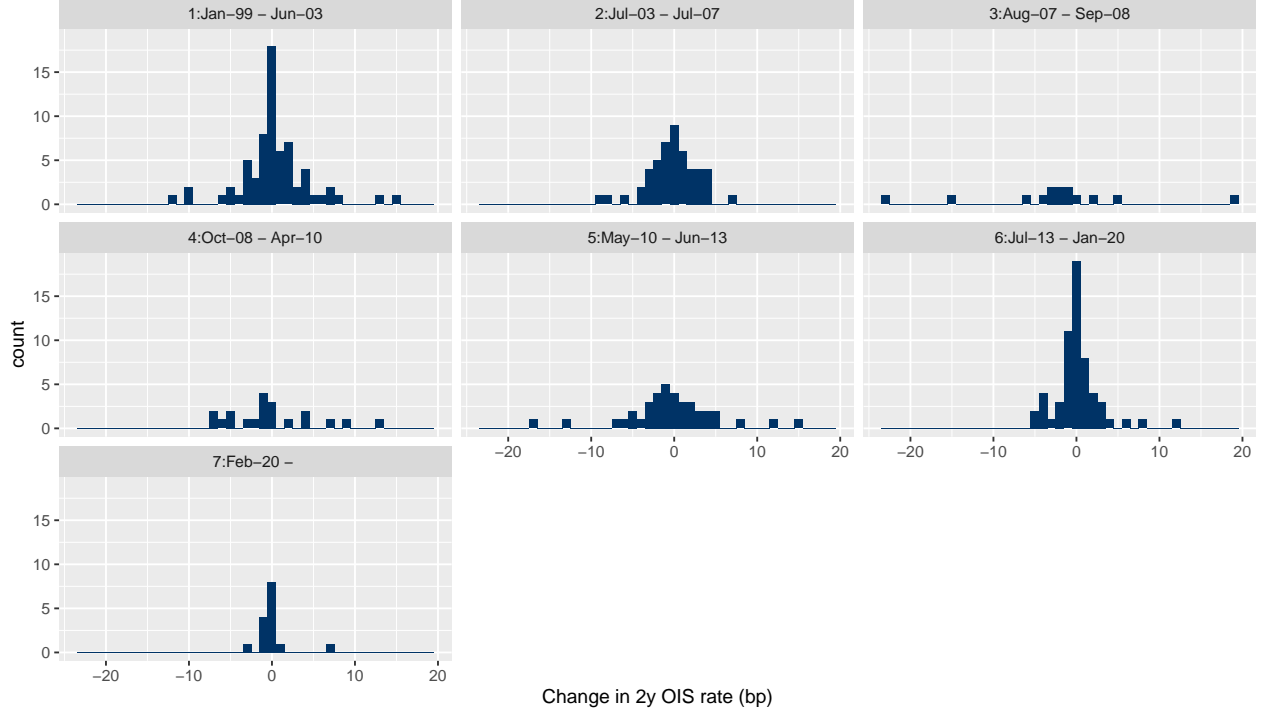 1:Jan−99 − Jun−03
2:Jul−03 − Jul−07
3:Aug−07 − Sep−08
15
10
5
0
4:Oct−08 − Apr−10
5:May−10 − Jun−13
6:Jul−13 − Jan−20
15
10
5
0
−20 −10 0 10 20
−20 −10 0 10 20
7:Feb−20 −
15
10
5
0
−20 −10 0 10 20
count
Change in 2y OIS rate (bp)